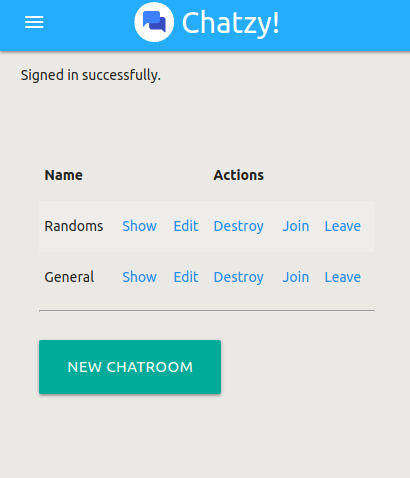 Chatzy!
Signed in successfully.
Name Actions
Randoms Show Edit Destroy Join Leave
General Show Edit Destroy Join Leave
NEW CHATROOM